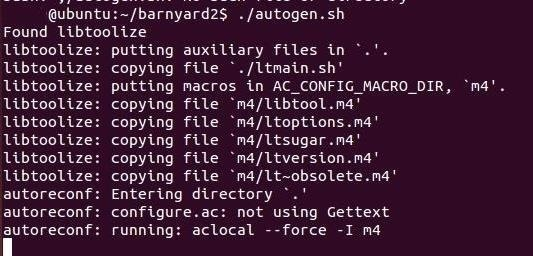 @ubuntu:~/barnyard2$ ./autogen.sh
Found libtoolize
libtoolize: putting auxiliary files in `.'.
libtoolize: copying file `./ltmain.sh'
libtoolize: putting macros in AC_CONFIG_MACRO_DIR, `m4'.
libtoolize: copying file `m4/libtool.m4'
libtoolize: copying file `m4/ltoptions.m4'
libtoolize: copying file `m4/ltsugar.m4'
libtoolize: copying file `m4/ltversion.m4'
libtoolize: copying file `m4/lt~obsolete.m4'
autoreconf: Entering directory `.'
autoreconf: configure.ac: not using Gettext
autoreconf: running: aclocal --force -I m4